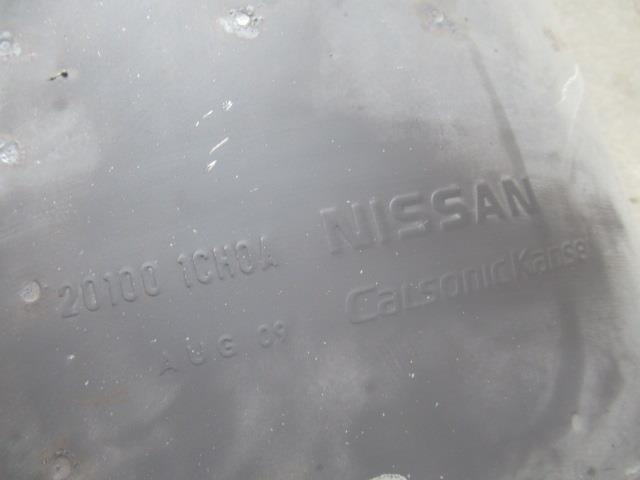 20100 1CH0A NISSAN
CalsonicKansei
AUG 09